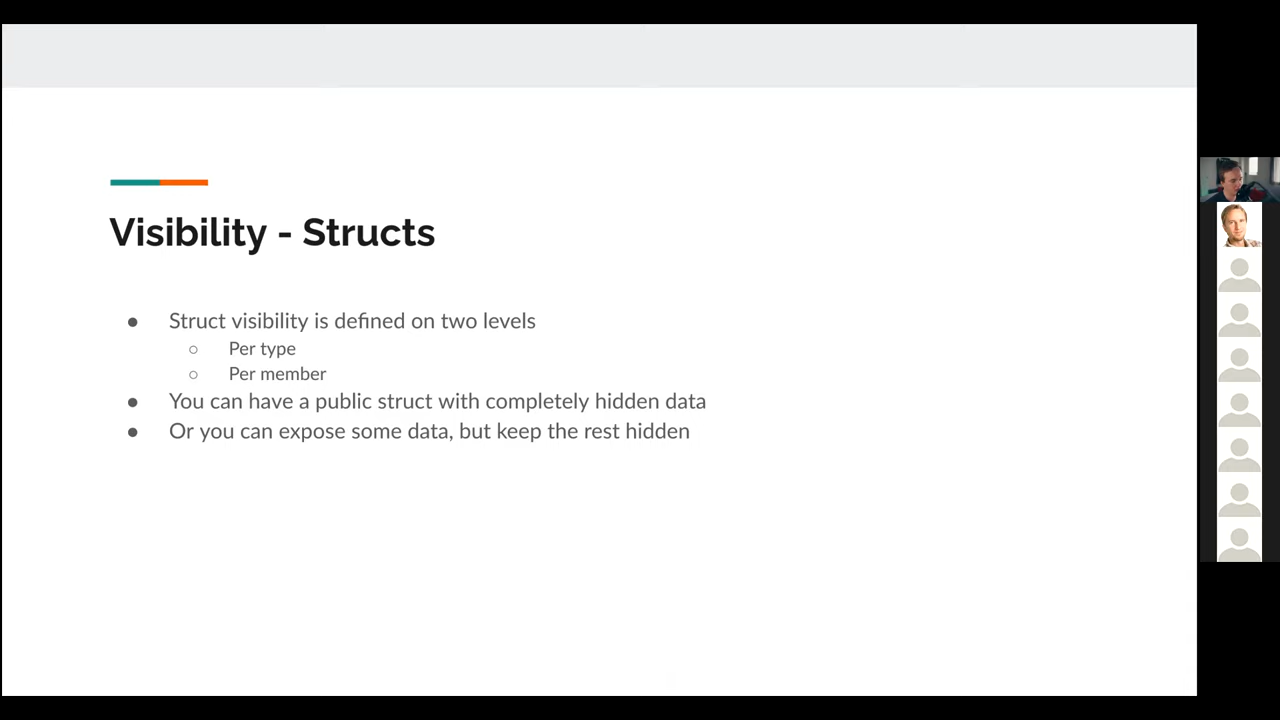 Visibility - Structs
● Struct visibility is defined on two levels
○ Per type
○ Per member
● You can have a public struct with completely hidden data
● Or you can expose some data, but keep the rest hidden